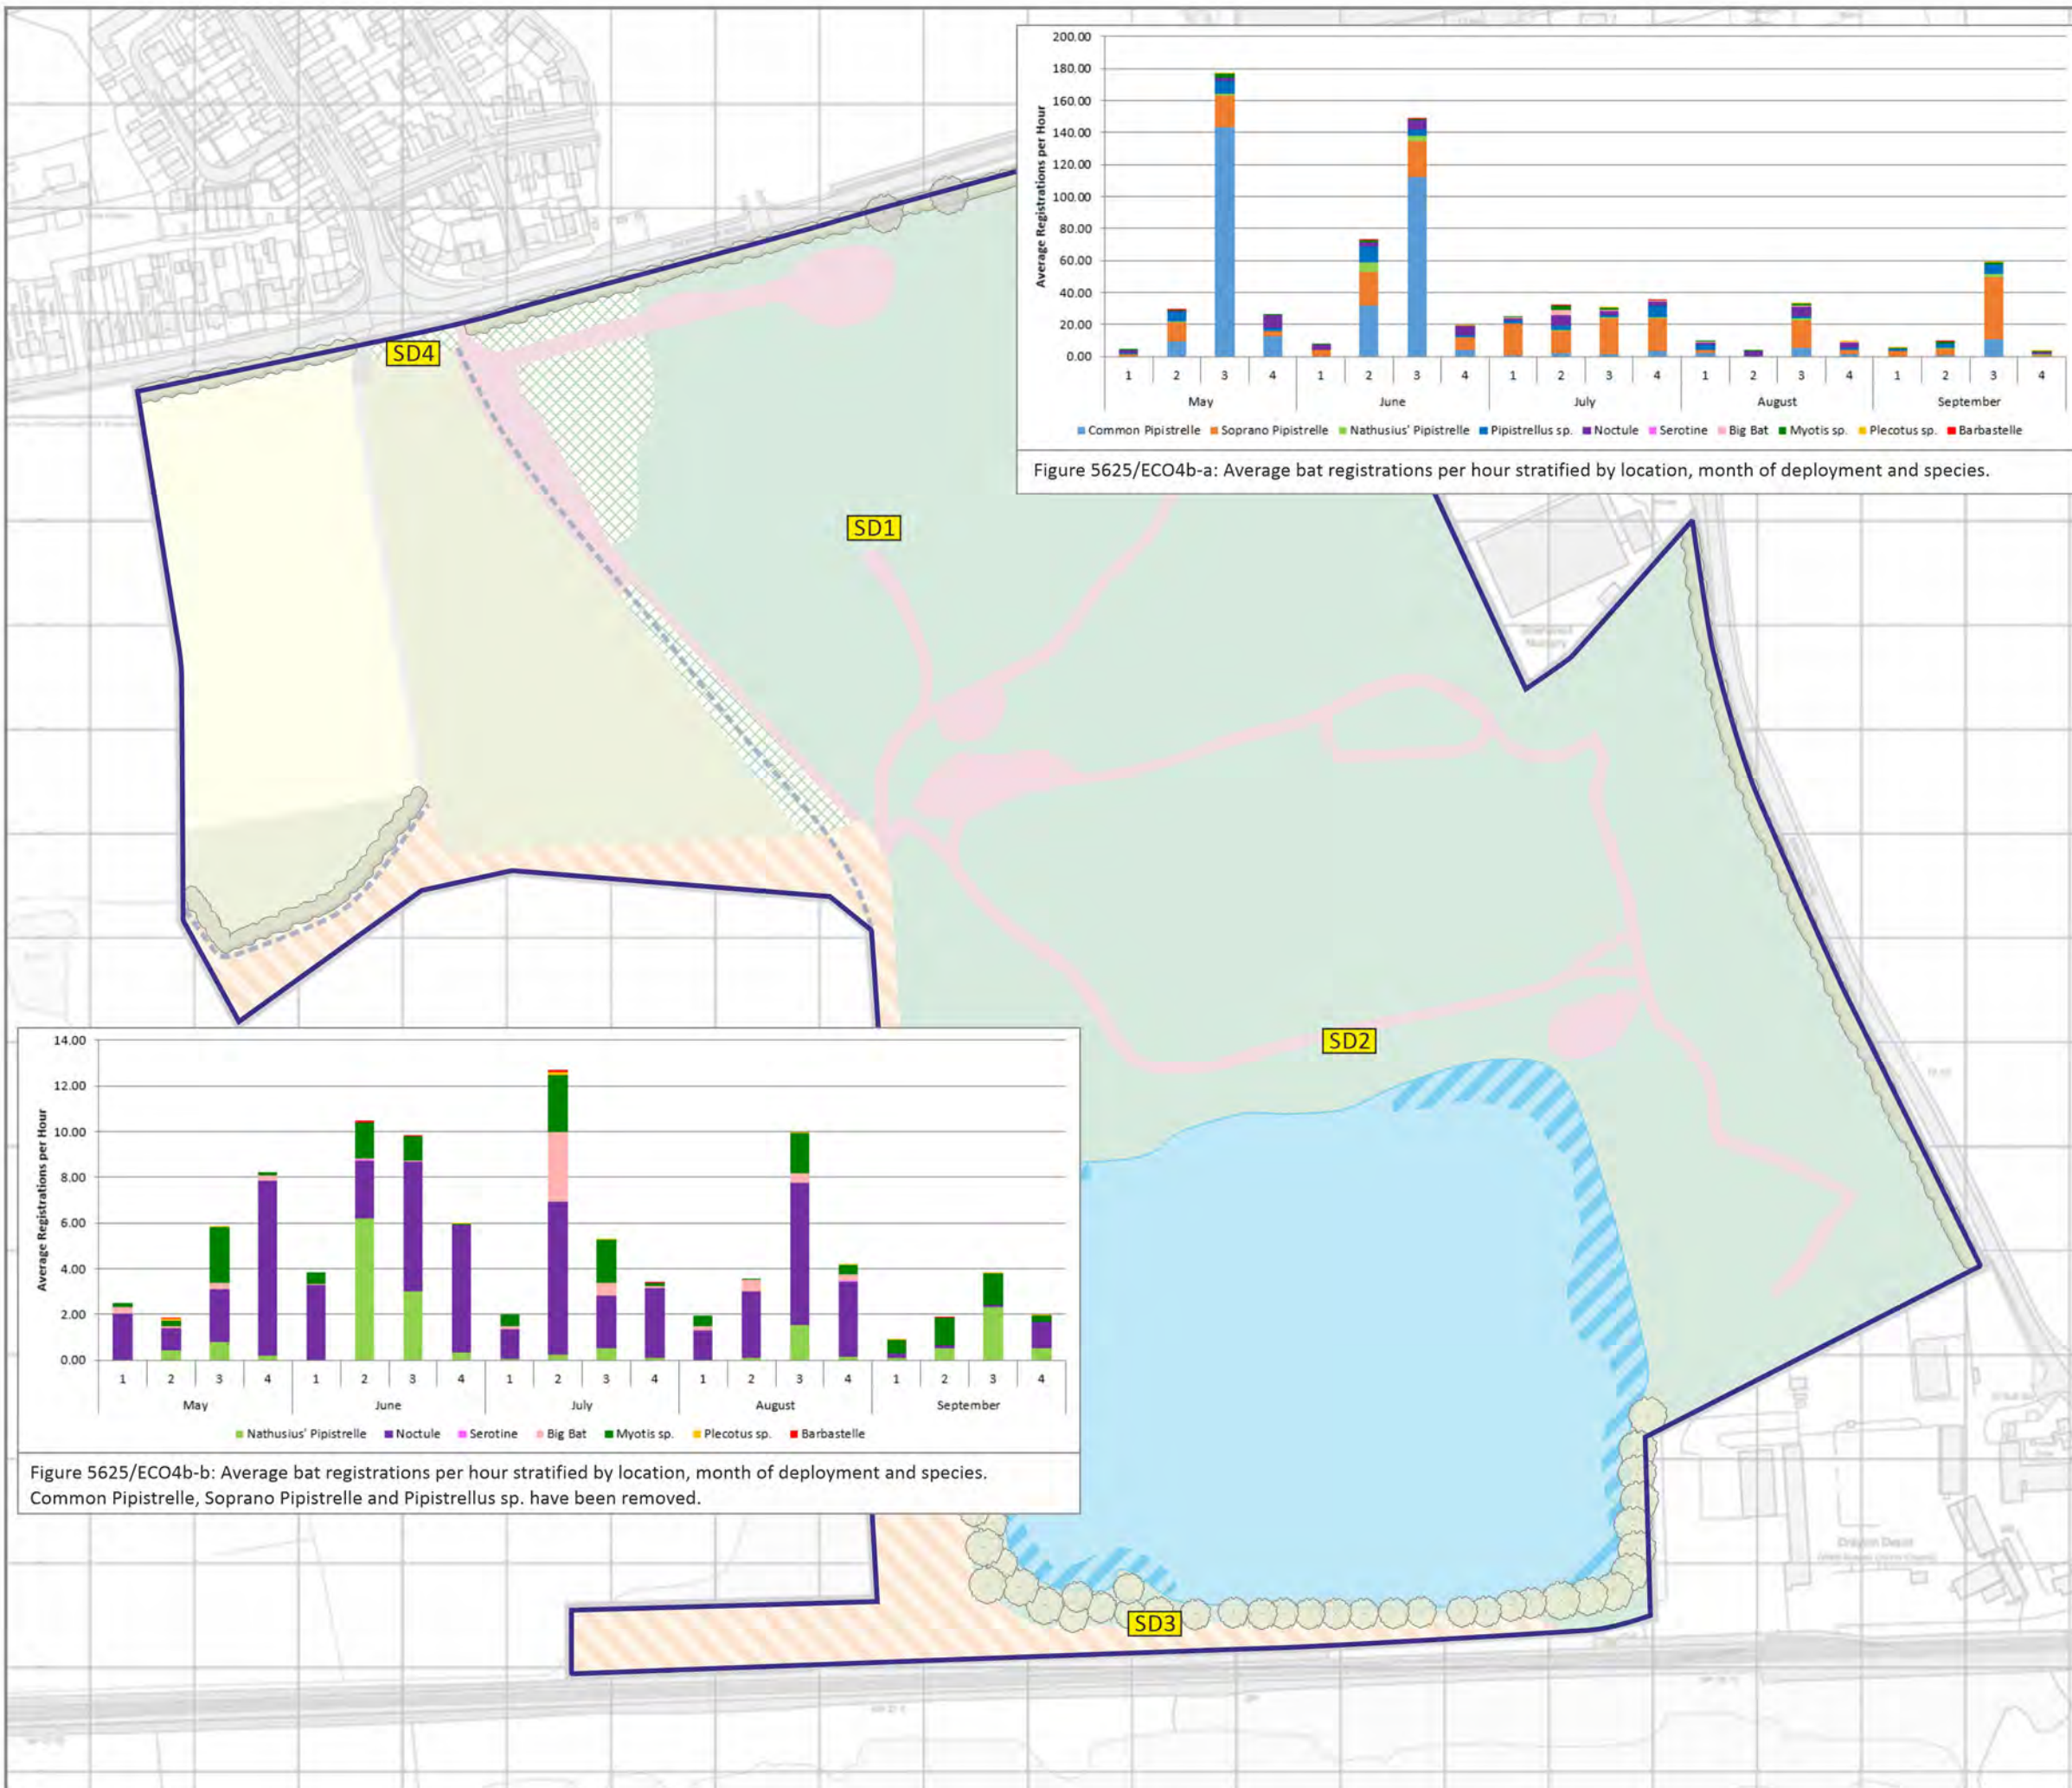 200.00
180.00
160.00
140.00
120.00
100.00
80.00
60.00
40.00
20.00
0.00
Average Registrations per Hour
1 2 3 4 1 2 3 4 1 2 3 4 1 2 3 4 1 2 3 4
May June July August September
Common Pipistrelle Soprano Pipistrelle Nathusius' Pipistrelle Pipistrellus sp. Noctule Serotine Big Bat Myotis sp. Plecotus sp. Barbastelle
Figure 5625/ECO4b-a: Average bat registrations per hour stratified by location, month of deployment and species.
SD4
SD1
Nursery
SD2
14.00
12.00
10.00
8.00
6.00
4.00
2.00
0.00
Average Registrations per Hour
1 2 3 4 1 2 3 4 1 2 3 4 1 2 3 4 1 2 3 4
May June July August September
Nathusius' Pipistrelle Noctule Serotine Big Bat Myotis sp. Plecotus sp. Barbastelle
Figure 5625/ECO4b-b: Average bat registrations per hour stratified by location, month of deployment and species.
Common Pipistrelle, Soprano Pipistrelle and Pipistrellus sp. have been removed.
Drayton Depot
SD3